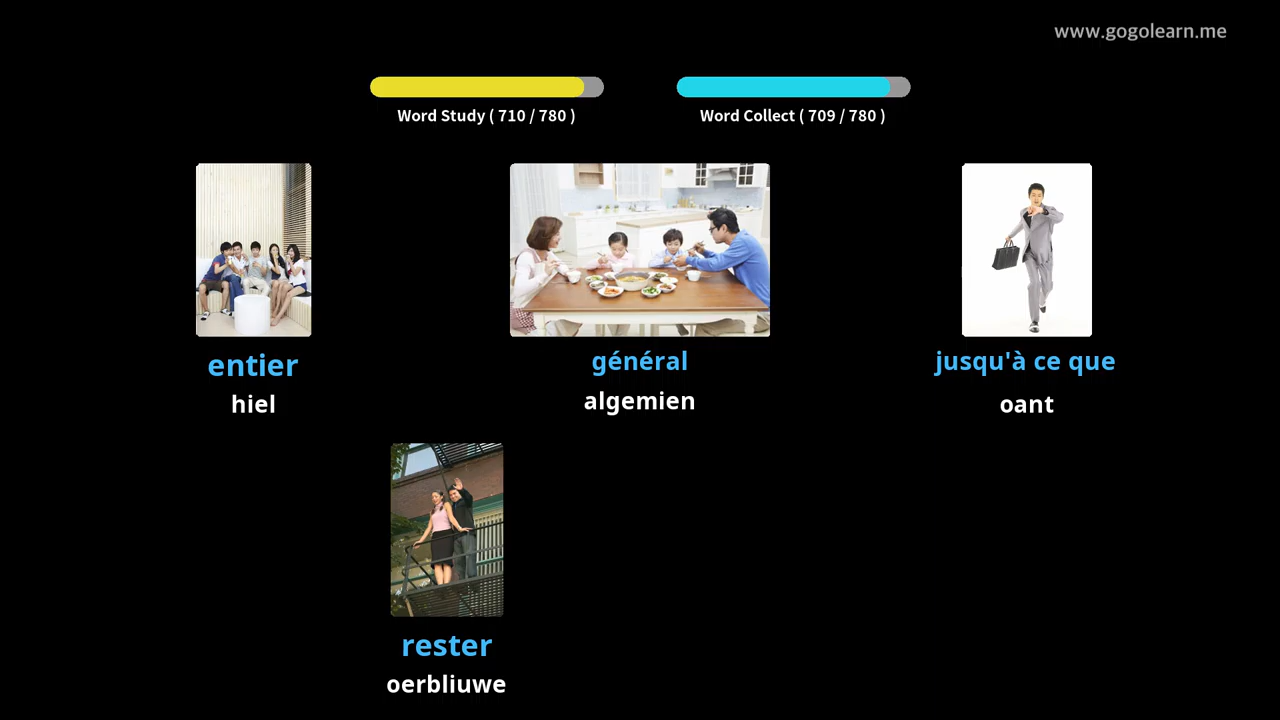 www.gogolearn.me
Word Study ( 710 / 780 )
Word Collect ( 709 / 780 )
entier
hiel
général
algemien
jusqu'à ce que
oant
rester
oerbliuwe